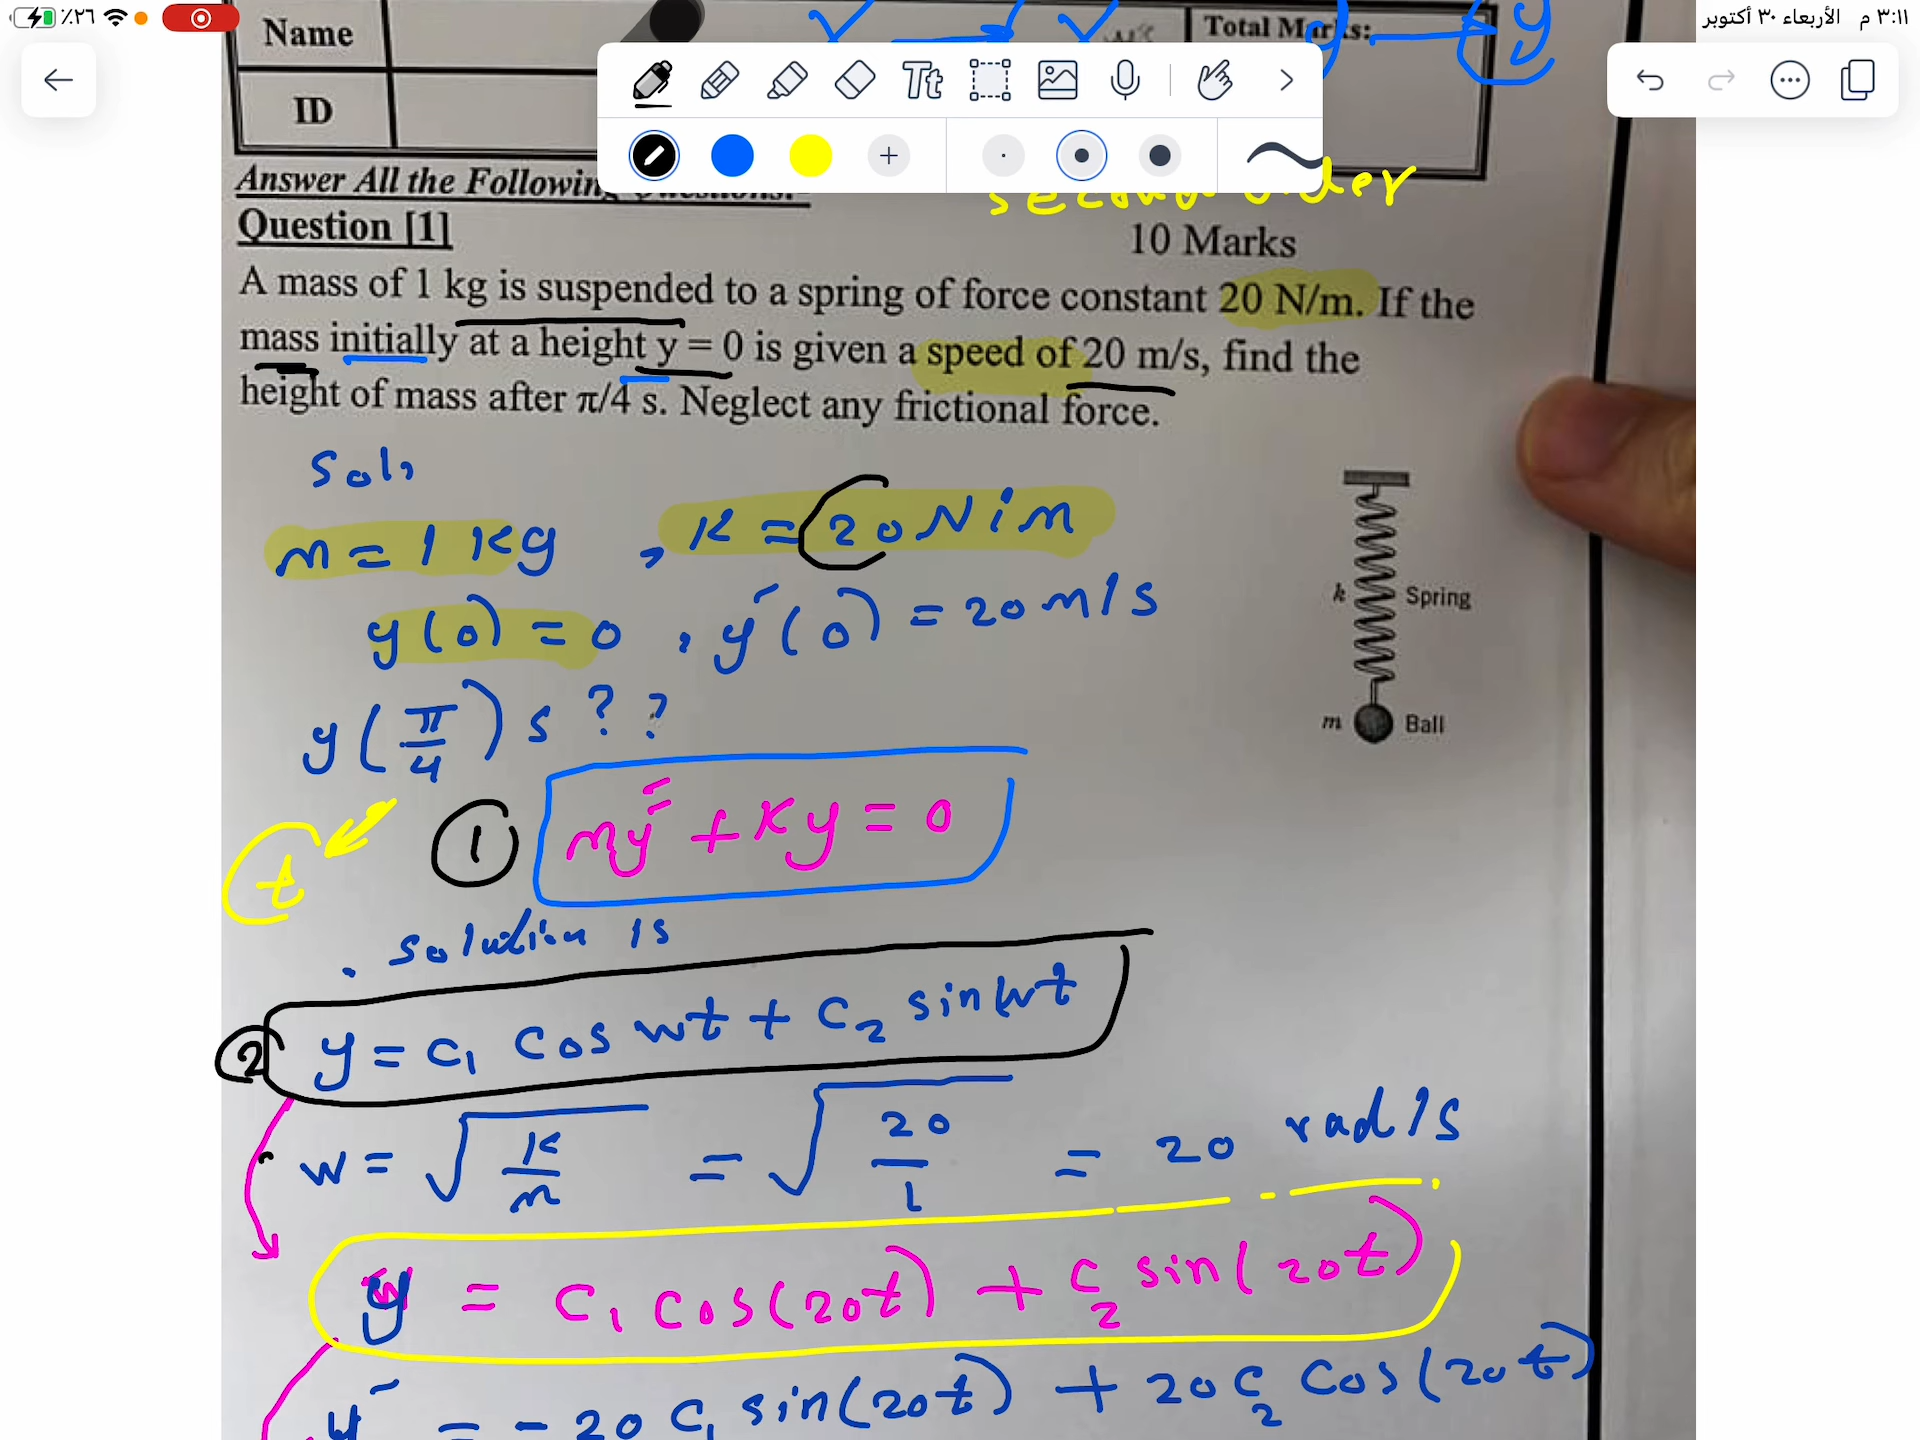 ٪٢٦
٣:١١ م الأربعاء ٣٠ أكتوبر
Name
Total Marks:
y
ID
Tt
Answer All the Following Questions:
second order
Question [1]
10 Marks
A mass of 1 kg is suspended to a spring of force constant 20 N/m. If the
mass initially at a height y = 0 is given a speed of 20 m/s, find the
height of mass after π/4 s. Neglect any frictional force.
Sol,
m = 1 kg , K = 20 N/m
y(0) = 0 , y'(0) = 20 m/s
k Spring
y(π/4) s ??
m Ball
t
① my'' + Ky = 0
. solution is
② y = c₁ cos wt + c₂ sin wt
w = √(K/m) = √(20/1) = 20 rad/s
y = c₁ cos(20t) + c₂ sin(20t)
y' = - 20 c₁ sin(20t) + 20 c₂ cos(20t)